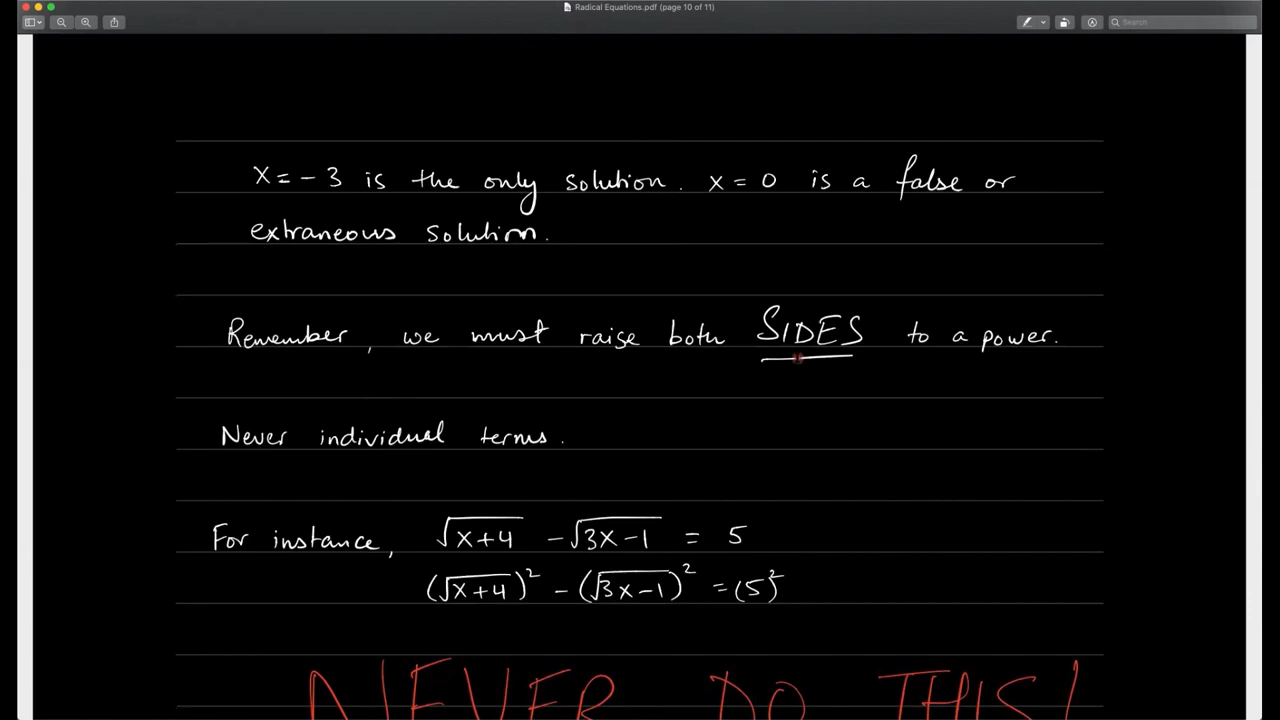 Radical Equations.pdf (page 10 of 11)
Search
x = -3 is the only solution. x = 0 is a false or
extraneous solution.
Remember, we must raise both SIDES to a power.
Never individual terms.
For instance, √(x+4) - √(3x-1) = 5
(√(x+4))² - (√(3x-1))² = (5)²
NEVER DO THIS!